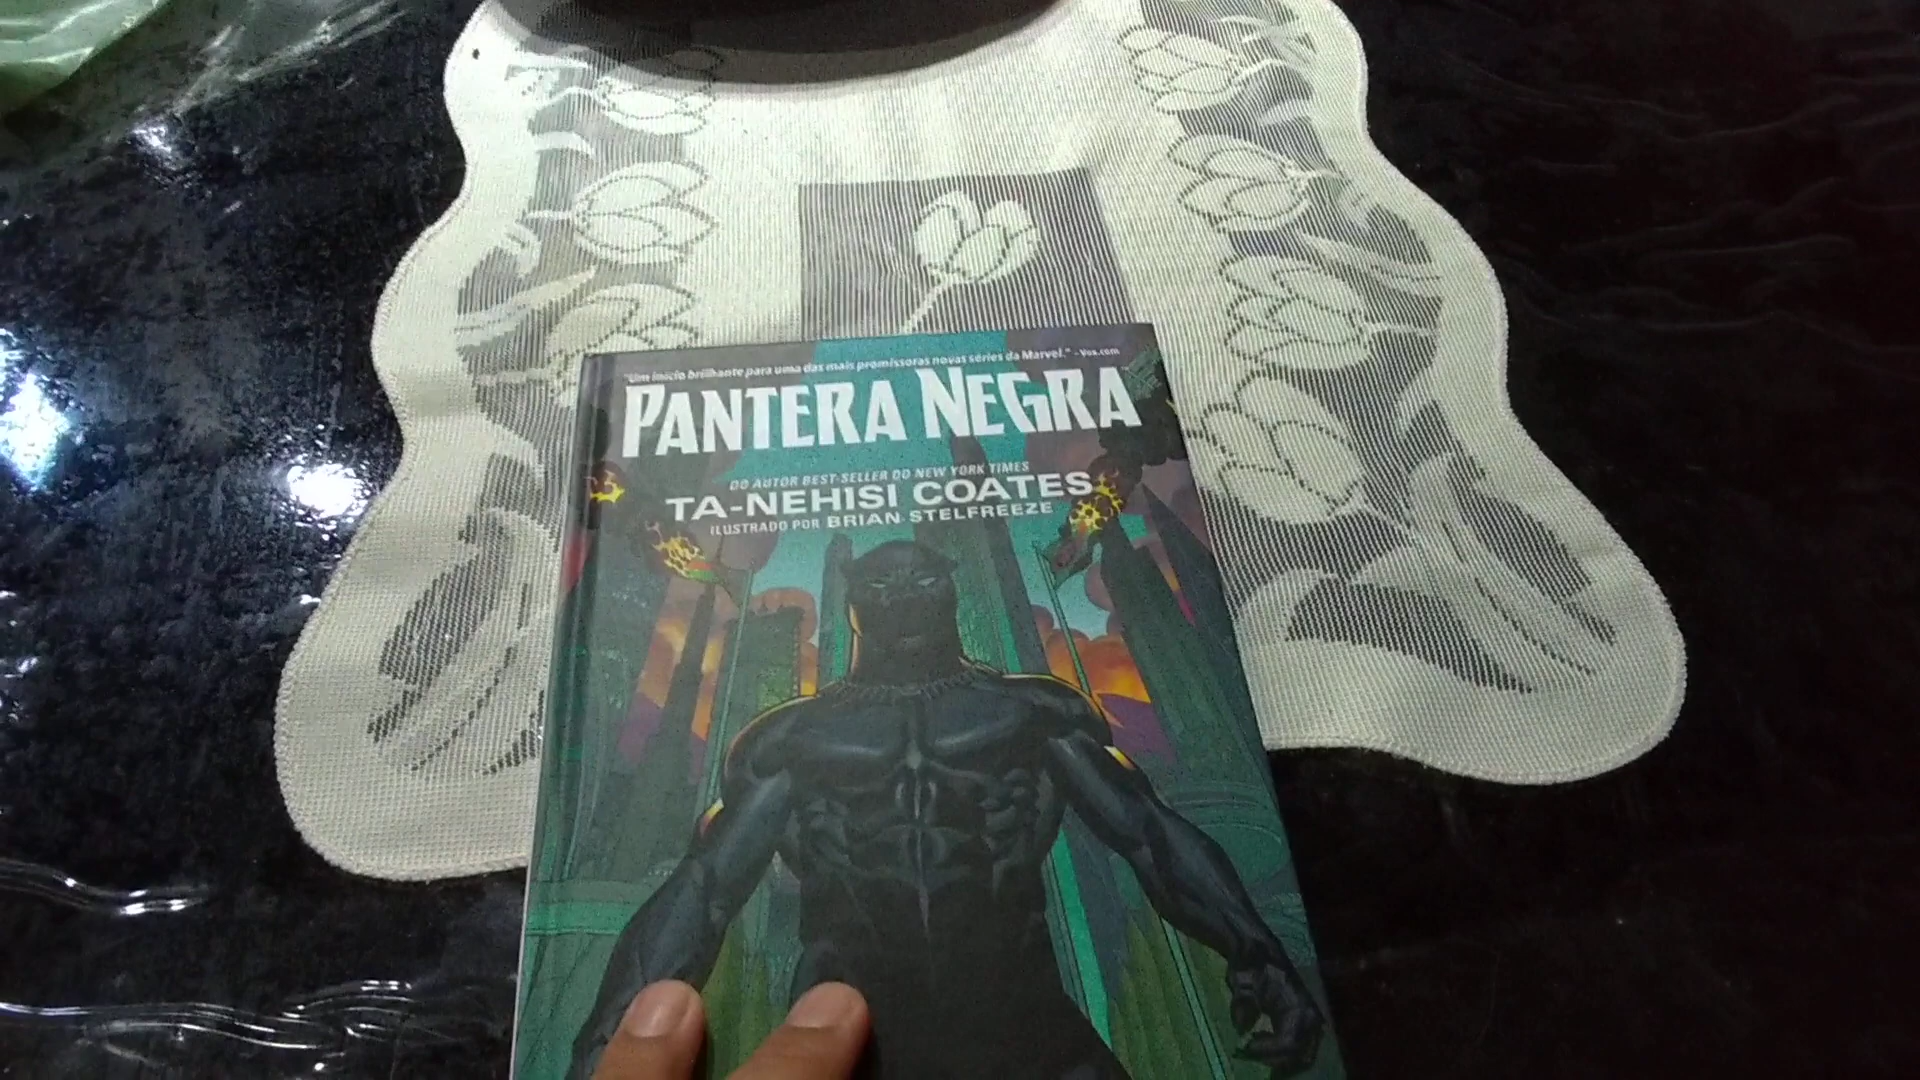 "Um início brilhante para uma das mais promissoras novas séries da Marvel." - Vox.com
PANTERA NEGRA
DO AUTOR BEST-SELLER DO NEW YORK TIMES
TA-NEHISI COATES
ILUSTRADO POR BRIAN STELFREEZE